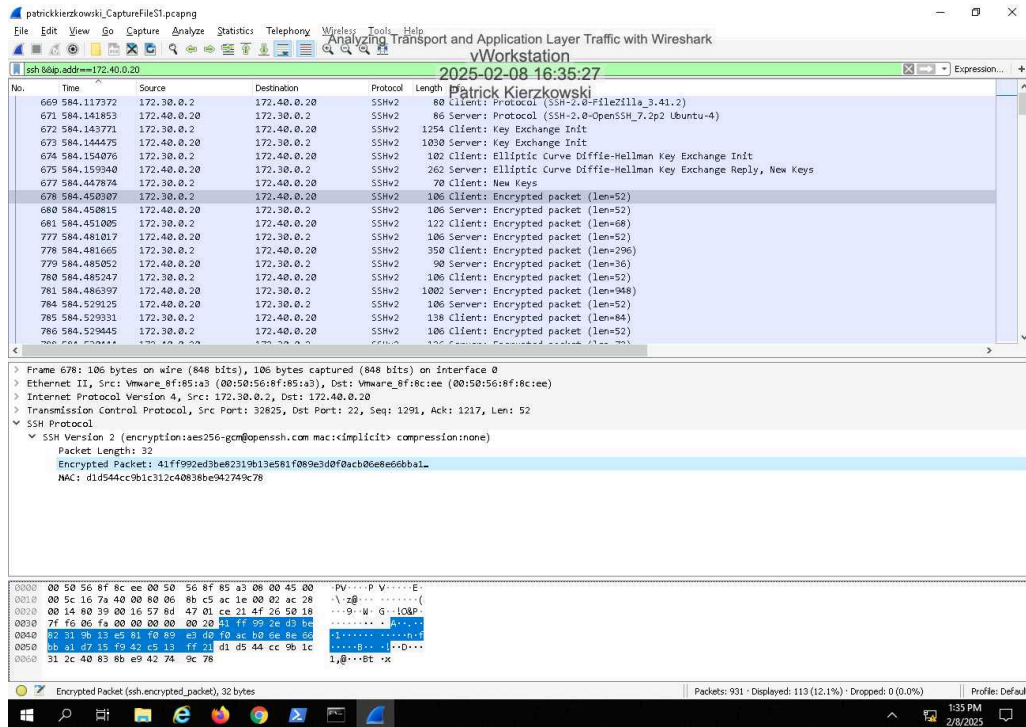 patrickkierzkowski_CaptureFileS1.pcapng
File Edit View Go Capture Analyze Statistics Telephony Wireless Tools Help
Analyzing Transport and Application Layer Traffic with Wireshark
vWorkstation
2025-02-08 16:35:27
Patrick Kierzkowski
ssh &&ip.addr==172.40.0.20 Expression... +
No. Time Source Destination Protocol Length Info
669 584.117372 172.30.0.2 172.40.0.20 SSHv2 80 Client: Protocol (SSH-2.0-FileZilla_3.41.2)
671 584.141853 172.40.0.20 172.30.0.2 SSHv2 86 Server: Protocol (SSH-2.0-OpenSSH_7.2p2 Ubuntu-4)
672 584.143771 172.30.0.2 172.40.0.20 SSHv2 1254 Client: Key Exchange Init
673 584.144475 172.40.0.20 172.30.0.2 SSHv2 1030 Server: Key Exchange Init
674 584.154076 172.30.0.2 172.40.0.20 SSHv2 102 Client: Elliptic Curve Diffie-Hellman Key Exchange Init
675 584.159340 172.40.0.20 172.30.0.2 SSHv2 262 Server: Elliptic Curve Diffie-Hellman Key Exchange Reply, New Keys
677 584.447874 172.30.0.2 172.40.0.20 SSHv2 70 Client: New Keys
678 584.450307 172.30.0.2 172.40.0.20 SSHv2 106 Client: Encrypted packet (len=52)
680 584.450815 172.40.0.20 172.30.0.2 SSHv2 106 Server: Encrypted packet (len=52)
681 584.451005 172.30.0.2 172.40.0.20 SSHv2 122 Client: Encrypted packet (len=68)
777 584.481017 172.40.0.20 172.30.0.2 SSHv2 106 Server: Encrypted packet (len=52)
778 584.481665 172.30.0.2 172.40.0.20 SSHv2 350 Client: Encrypted packet (len=296)
779 584.485052 172.40.0.20 172.30.0.2 SSHv2 90 Server: Encrypted packet (len=36)
780 584.485247 172.30.0.2 172.40.0.20 SSHv2 106 Client: Encrypted packet (len=52)
781 584.486397 172.40.0.20 172.30.0.2 SSHv2 1002 Server: Encrypted packet (len=948)
784 584.529125 172.40.0.20 172.30.0.2 SSHv2 106 Server: Encrypted packet (len=52)
785 584.529331 172.30.0.2 172.40.0.20 SSHv2 138 Client: Encrypted packet (len=84)
786 584.529445 172.30.0.2 172.40.0.20 SSHv2 106 Client: Encrypted packet (len=52)
Frame 678: 106 bytes on wire (848 bits), 106 bytes captured (848 bits) on interface 0
Ethernet II, Src: Vmware_8f:85:a3 (00:50:56:8f:85:a3), Dst: Vmware_8f:8c:ee (00:50:56:8f:8c:ee)
Internet Protocol Version 4, Src: 172.30.0.2, Dst: 172.40.0.20
Transmission Control Protocol, Src Port: 32825, Dst Port: 22, Seq: 1291, Ack: 1217, Len: 52
SSH Protocol
SSH Version 2 (encryption:aes256-gcm@openssh.com mac:<implicit> compression:none)
Packet Length: 32
Encrypted Packet: 41ff992ed3be82319b13e581f089e3d0f0acb06e8e66bba1…
MAC: d1d544cc9b1c312c40838be942749c78
0000 00 50 56 8f 8c ee 00 50 56 8f 85 a3 08 00 45 00 ·PV····P V·····E·
0010 00 5c 16 7a 40 00 80 06 8b c5 ac 1e 00 02 ac 28 ·\·z@··· ·······(
0020 00 14 80 39 00 16 57 8d 47 01 ce 21 4f 26 50 18 ···9··W· G··!O&P·
0030 7f f6 06 fa 00 00 00 00 00 20 41 ff 99 2e d3 be ········ · A··.··
0040 82 31 9b 13 e5 81 f0 89 e3 d0 f0 ac b0 6e 8e 66 ·1······ ·····n·f
0050 bb a1 d7 15 f9 42 c5 13 ff 21 d1 d5 44 cc 9b 1c ·····B·· ·!··D···
0060 31 2c 40 83 8b e9 42 74 9c 78 1,@···Bt ·x
Encrypted Packet (ssh.encrypted_packet), 32 bytes Packets: 931 · Displayed: 113 (12.1%) · Dropped: 0 (0.0%) Profile: Defaul
1:35 PM
2/8/2025